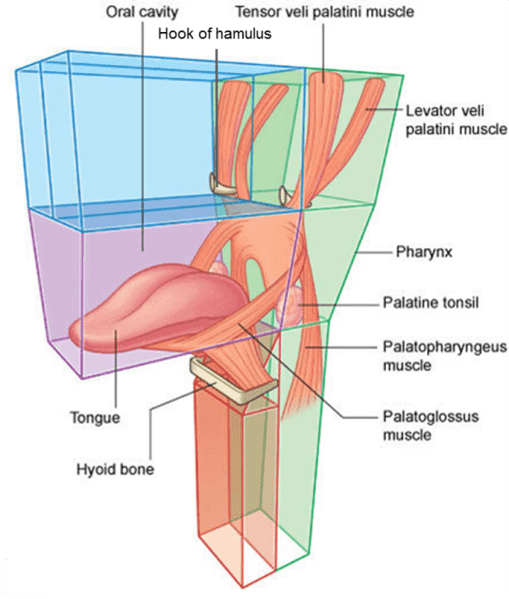 Oral cavity
Tensor veli palatini muscle
Hook of hamulus
Levator veli
palatini muscle
Pharynx
Palatine tonsil
Palatopharyngeus
muscle
Tongue
Palatoglossus
muscle
Hyoid bone